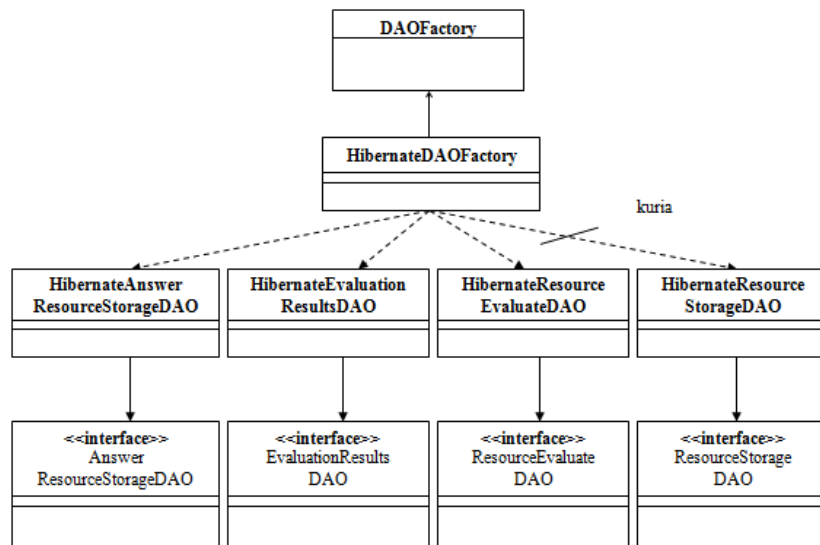 DAOFactory
HibernateDAOFactory
kuria
HibernateAnswer
ResourceStorageDAO
HibernateEvaluation
ResultsDAO
HibernateResource
EvaluateDAO
HibernateResource
StorageDAO
<<interface>>
Answer
ResourceStorageDAO
<<interface>>
EvaluationResults
DAO
<<interface>>
ResourceEvaluate
DAO
<<interface>>
ResourceStorage
DAO